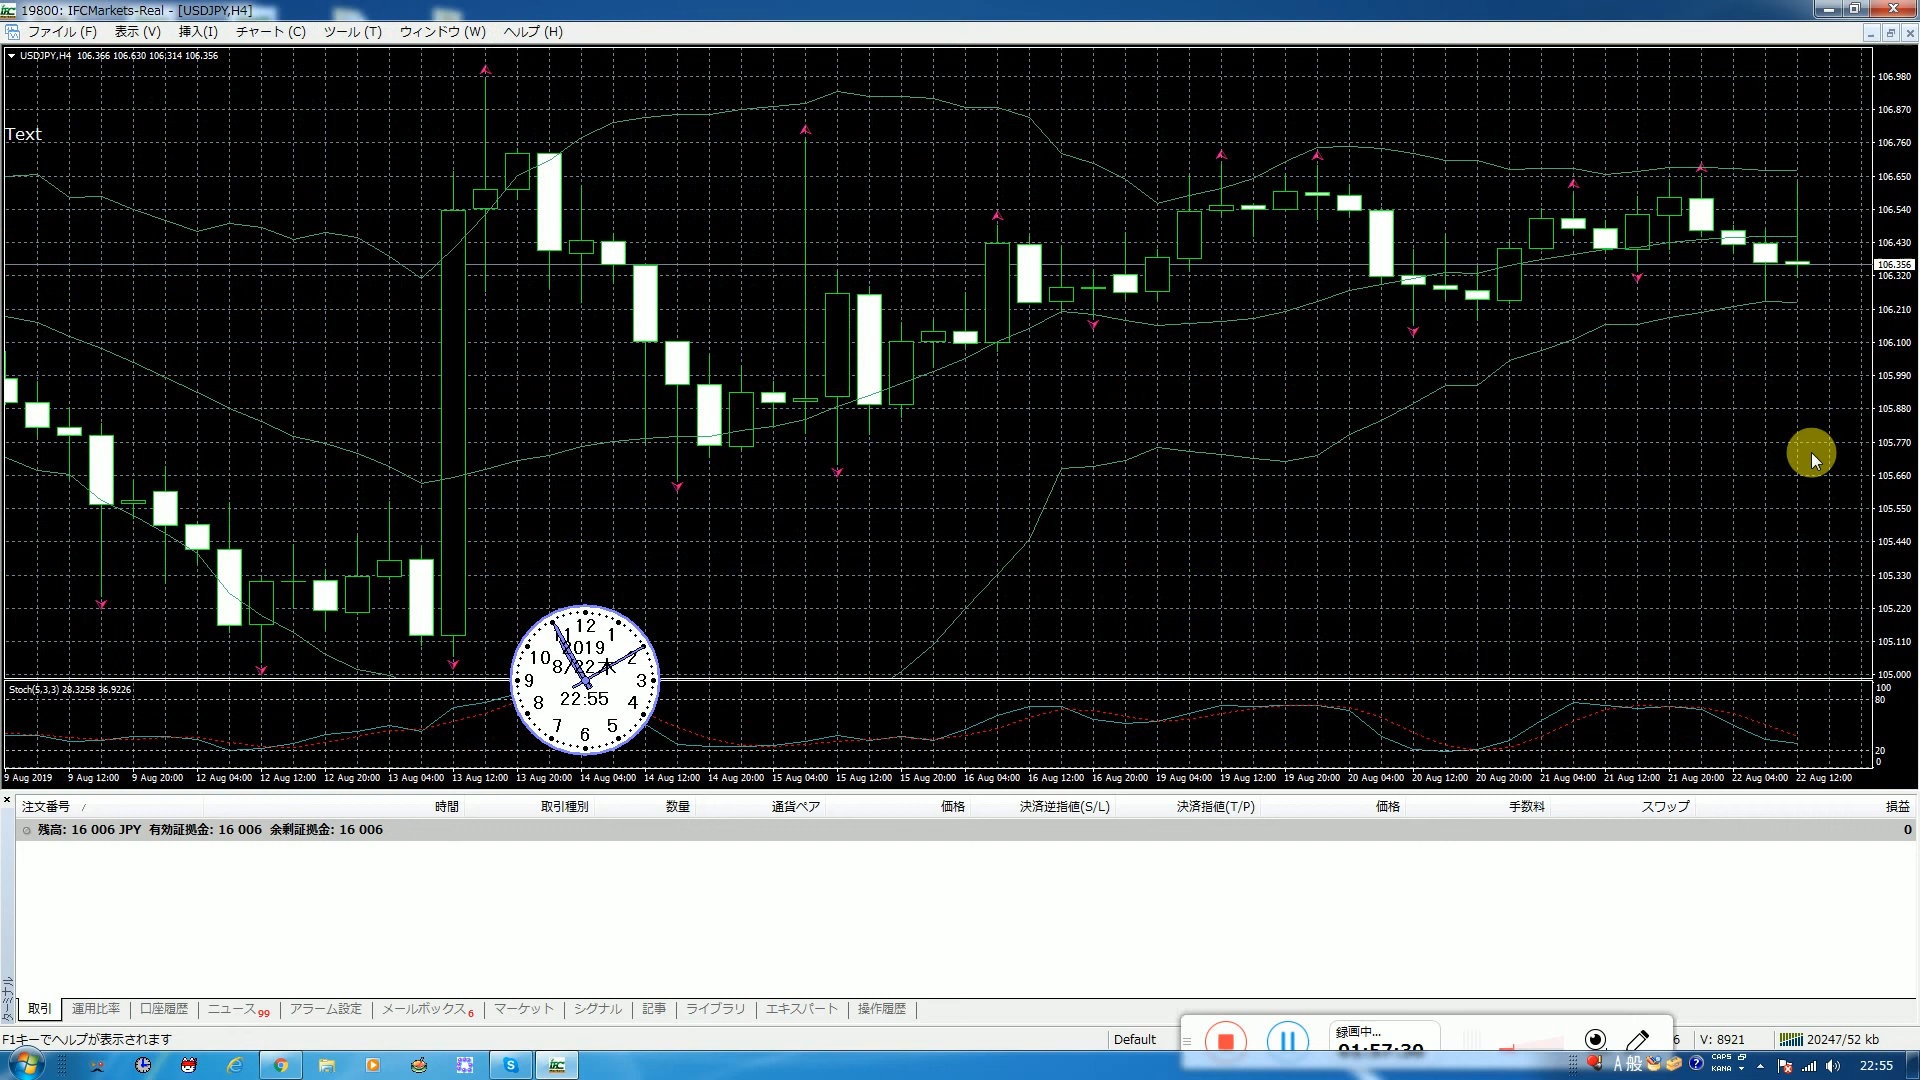 19800: IFCMarkets-Real - [USDJPY,H4]
ファイル (F) 表示 (V) 挿入(I) チャート (C) ツール (T) ウィンドウ (W) ヘルプ (H)
USDJPY,H4 106.366 106.630 106.314 106.356
Text
106.980
106.870
106.760
106.650
106.540
106.430
106.356
106.320
106.210
106.100
105.990
105.880
105.770
105.660
105.550
105.440
105.330
105.220
105.110
105.000
12
11 1
2019
10 2
8/22木
9 3
22:55
8 4
7 5
6
Stoch(5,3,3) 28.3258 36.9226
100
80
20
0
9 Aug 2019 9 Aug 12:00 9 Aug 20:00 12 Aug 04:00 12 Aug 12:00 12 Aug 20:00 13 Aug 04:00 13 Aug 12:00 13 Aug 20:00 14 Aug 04:00 14 Aug 12:00 14 Aug 20:00 15 Aug 04:00 15 Aug 12:00 15 Aug 20:00 16 Aug 04:00 16 Aug 12:00 16 Aug 20:00 19 Aug 04:00 19 Aug 12:00 19 Aug 20:00 20 Aug 04:00 20 Aug 12:00 20 Aug 20:00 21 Aug 04:00 21 Aug 12:00 21 Aug 20:00 22 Aug 04:00 22 Aug 12:00
注文番号 / 時間 取引種別 数量 通貨ペア 価格 決済逆指値(S/L) 決済指値(T/P) 価格 手数料 スワップ 損益
残高: 16 006 JPY 有効証拠金: 16 006 余剰証拠金: 16 006 0
ターミナル
取引 運用比率 口座履歴 ニュース99 アラーム設定 メールボックス6 マーケット シグナル 記事 ライブラリ エキスパート 操作履歴
F1キーでヘルプが表示されます Default 録画中... 01:57:30 6 V: 8921 20247/52 kb
A 般 CAPS KANA 22:55